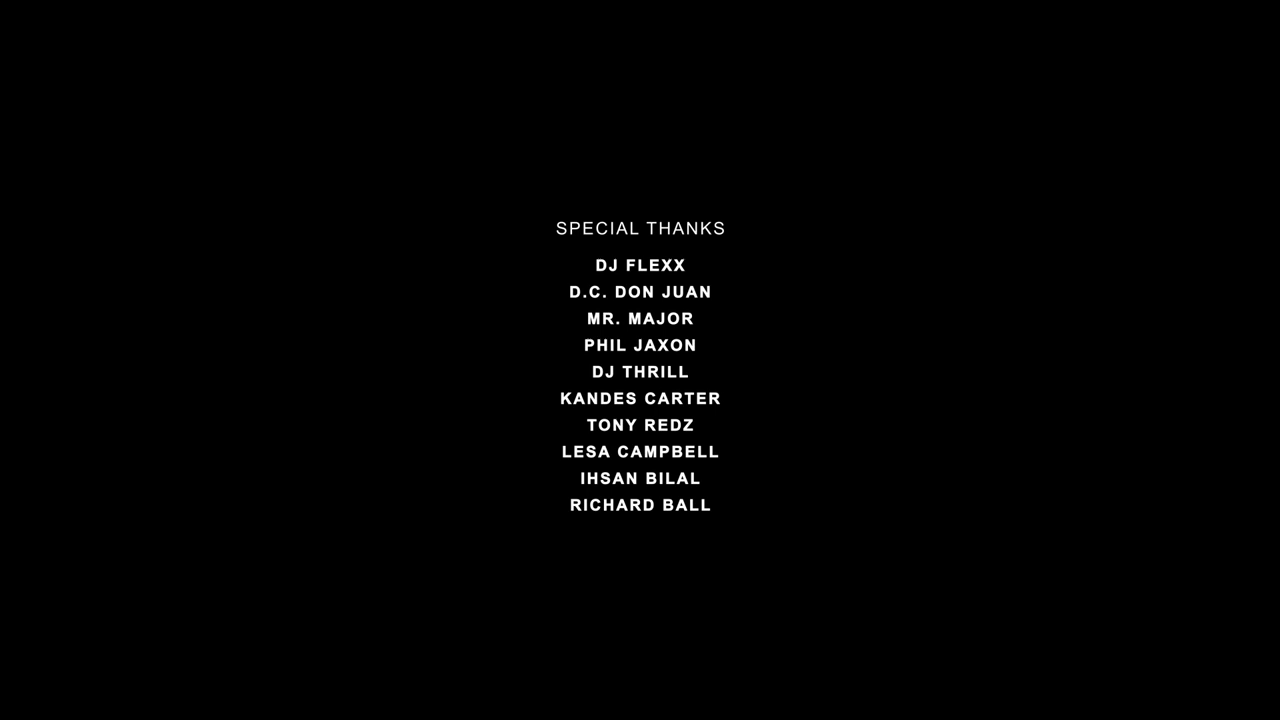 SPECIAL THANKS
DJ FLEXX
D.C. DON JUAN
MR. MAJOR
PHIL JAXON
DJ THRILL
KANDES CARTER
TONY REDZ
LESA CAMPBELL
IHSAN BILAL
RICHARD BALL